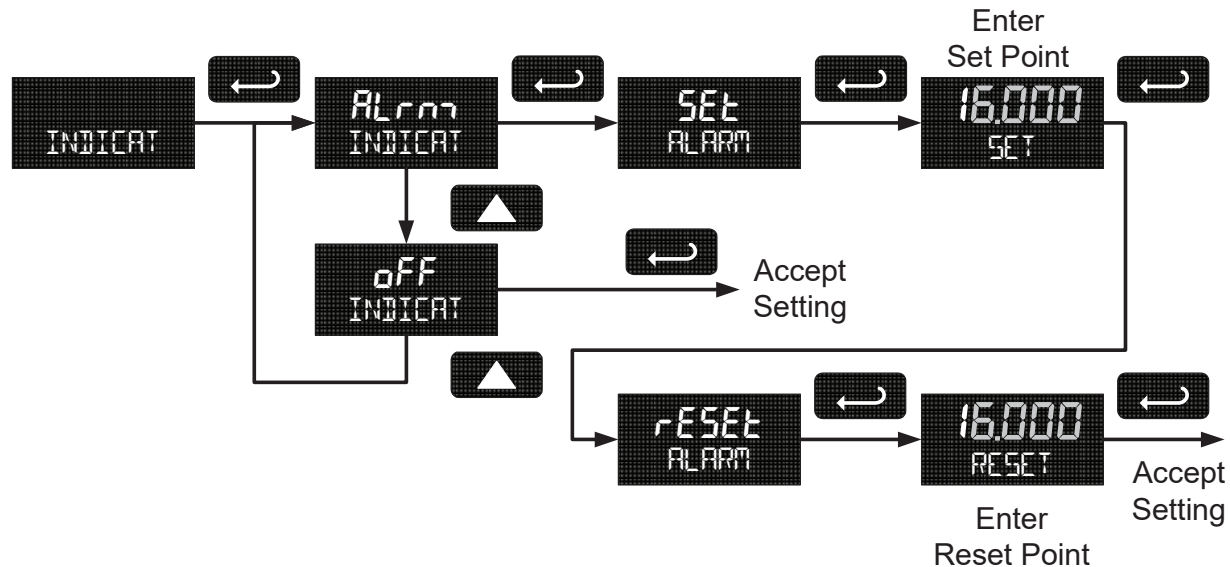 Enter
Set Point
INDICAT
ALrm
INDICAT
SEt
ALARM
16.000
SET
oFF
INDICAT
Accept
Setting
rESEt
ALARM
16.000
RESET
Accept
Setting
Enter
Reset Point